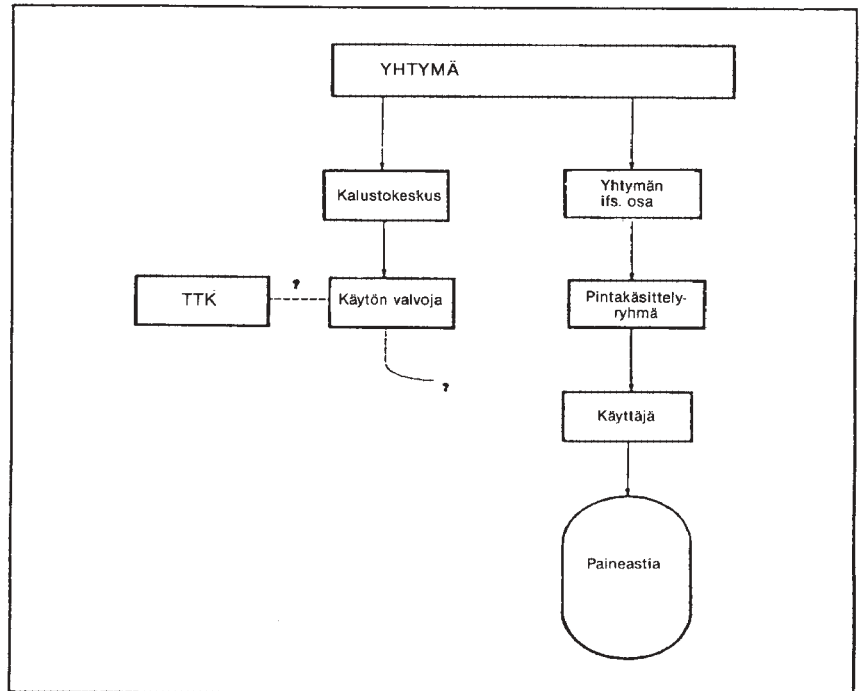 YHTYMÄ
Kalustokeskus
Yhtymän
ifs. osa
TTK
?
Käytön valvoja
Pintakäsittely-
ryhmä
?
Käyttäjä
Paineastia